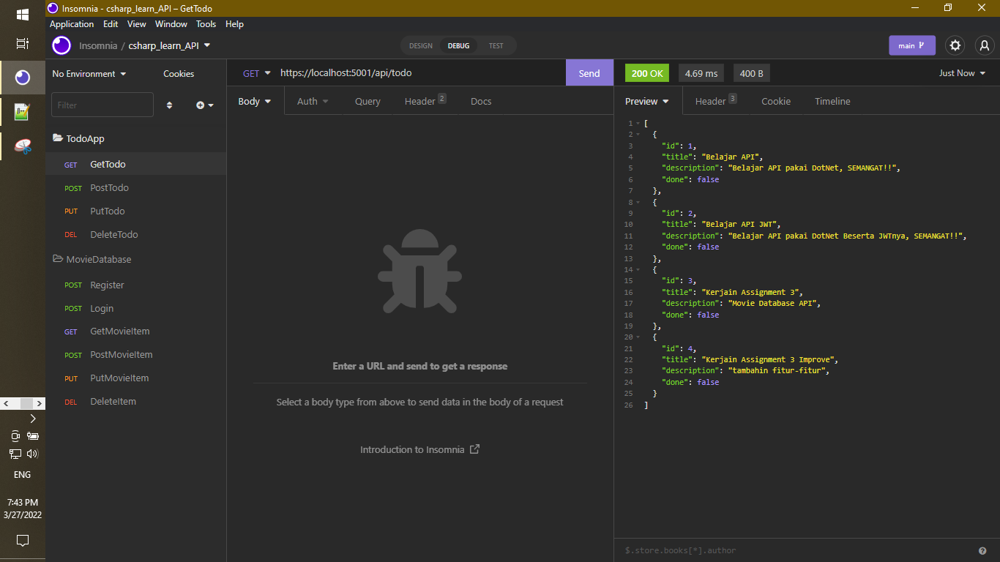 Insomnia - csharp_learn_API – GetTodo
Application Edit View Window Tools Help
Insomnia / csharp_learn_API
DESIGN DEBUG TEST
main
No Environment
Cookies
Filter
TodoApp
GET GetTodo
POST PostTodo
PUT PutTodo
DEL DeleteTodo
MovieDatabase
POST Register
POST Login
GET GetMovieItem
POST PostMovieItem
PUT PutMovieItem
DEL DeleteItem
GET https://localhost:5001/api/todo Send
Body Auth Query Header 2 Docs
Enter a URL and send to get a response
Select a body type from above to send data in the body of a request
Introduction to Insomnia
200 OK 4.69 ms 400 B Just Now
Preview Header 3 Cookie Timeline
1 [
2 {
3 "id": 1,
4 "title": "Belajar API",
5 "description": "Belajar API pakai DotNet, SEMANGAT!!",
6 "done": false
7 },
8 {
9 "id": 2,
10 "title": "Belajar API JWT",
11 "description": "Belajar API pakai DotNet Beserta JWTnya, SEMANGAT!!",
12 "done": false
13 },
14 {
15 "id": 3,
16 "title": "Kerjain Assignment 3",
17 "description": "Movie Database API",
18 "done": false
19 },
20 {
21 "id": 4,
22 "title": "Kerjain Assignment 3 Improve",
23 "description": "tambahin fitur-fitur",
24 "done": false
25 }
26 ]
$.store.books[*].author
ENG
7:43 PM
3/27/2022